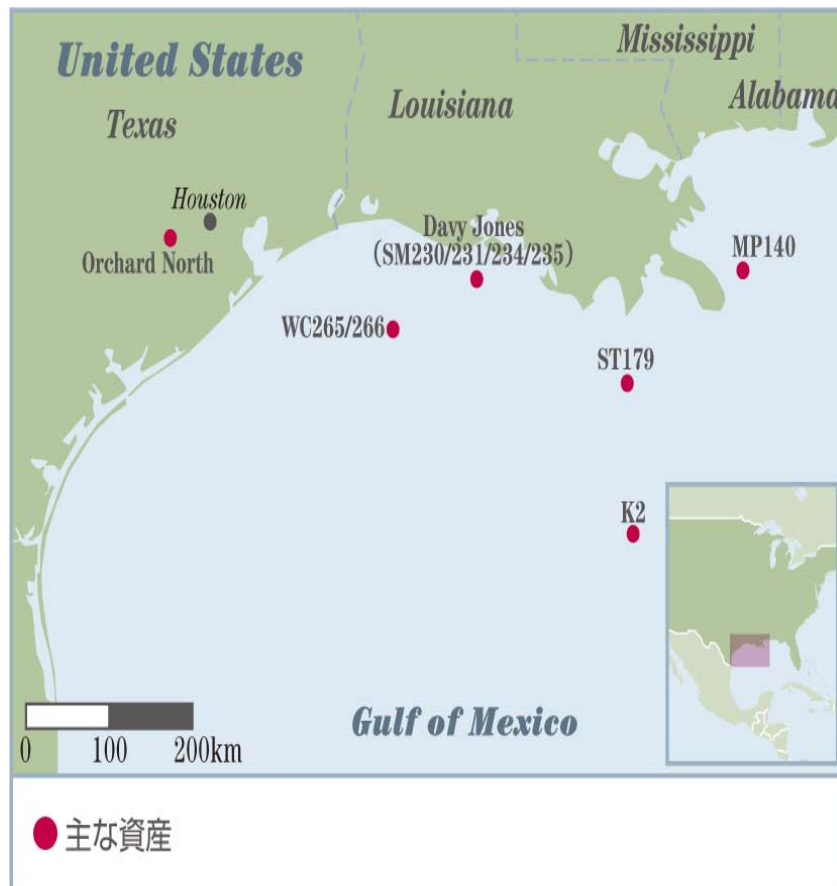 United States
Mississippi
Alabama
Louisiana
Texas
Houston
Orchard North
Davy Jones
(SM230/231/234/235)
MP140
WC265/266
ST179
K2
Gulf of Mexico
0 100 200km
主な資産